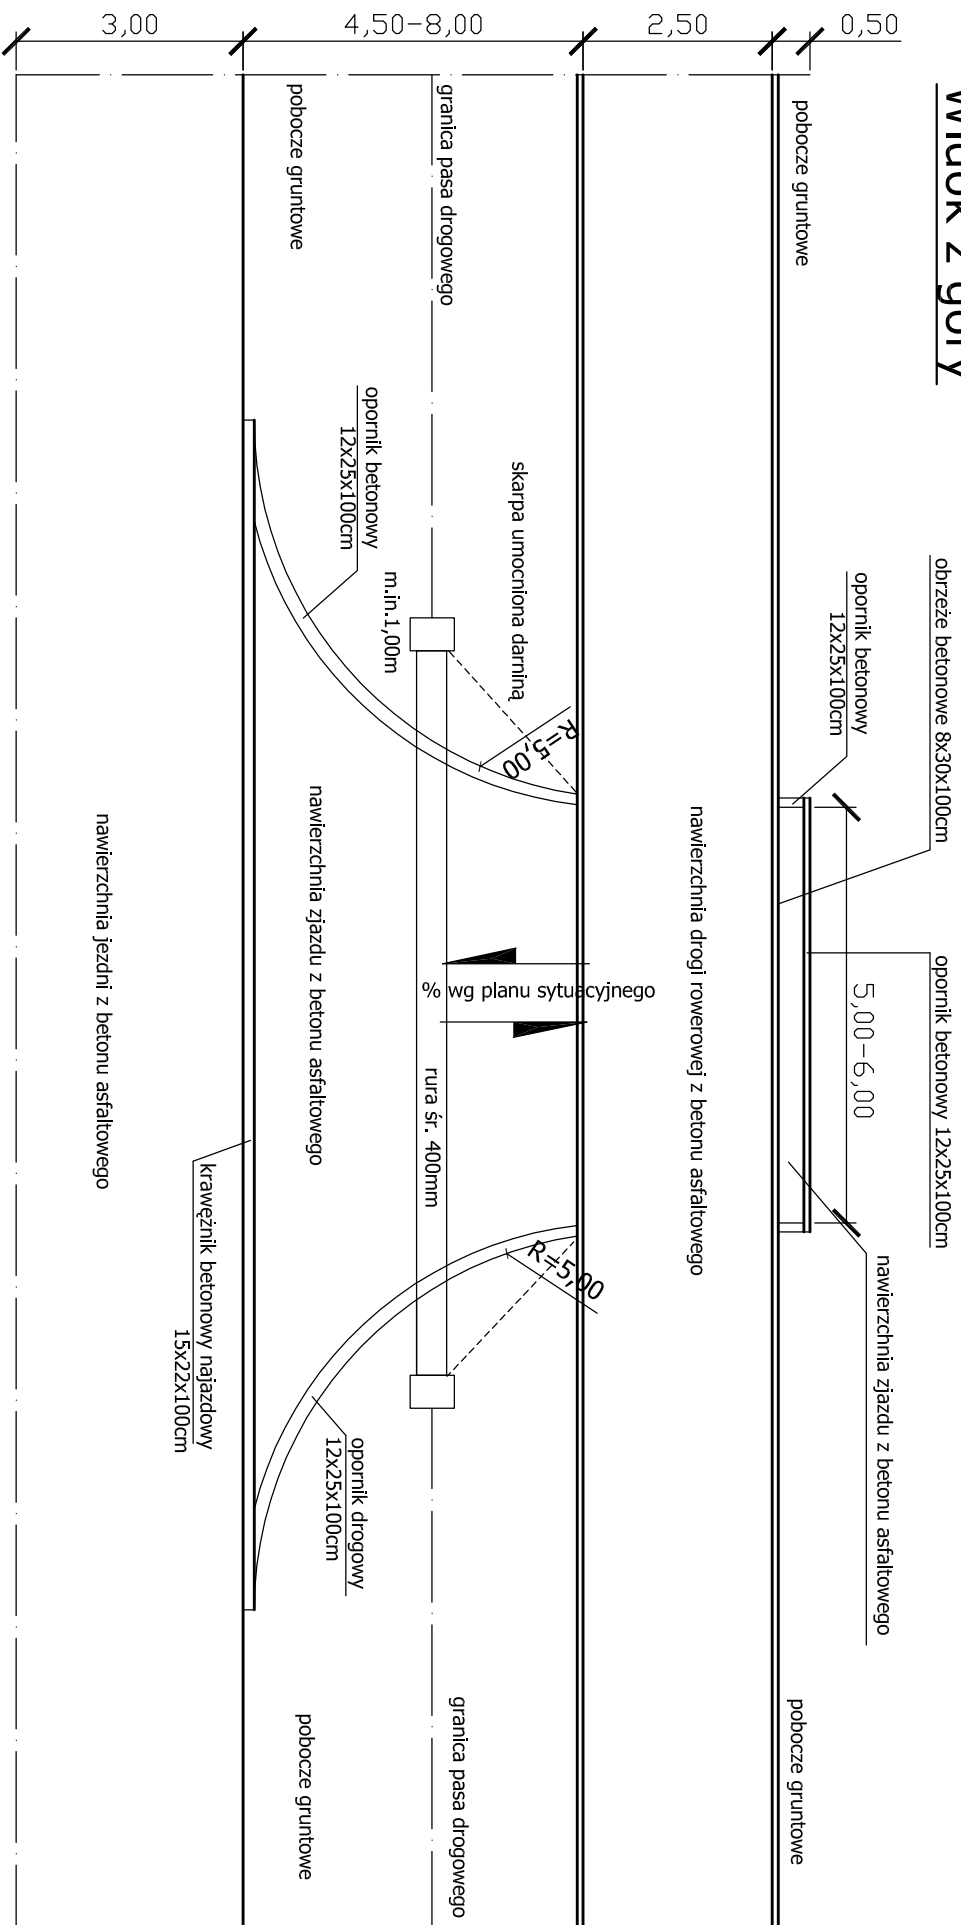 Widok z góry
3,00
4,50-8,00
2,50
0,50
pobocze gruntowe
granica pasa drogowego
pobocze gruntowe
obrzeże betonowe 8x30x100cm
opornik betonowy
12x25x100cm
opornik betonowy 12x25x100cm
5,00-6,00
nawierzchnia zjazdu z betonu asfaltowego
pobocze gruntowe
opornik betonowy
12x25x100cm
m.in.1,00m
skarpa umocniona darniną
R=5,00
nawierzchnia drogi rowerowej z betonu asfaltowego
% wg planu sytuacyjnego
rura śr. 400mm
R=5,00
nawierzchnia zjazdu z betonu asfaltowego
nawierzchnia jezdni z betonu asfaltowego
krawężnik betonowy najazdowy
15x22x100cm
opornik drogowy
12x25x100cm
granica pasa drogowego
pobocze gruntowe